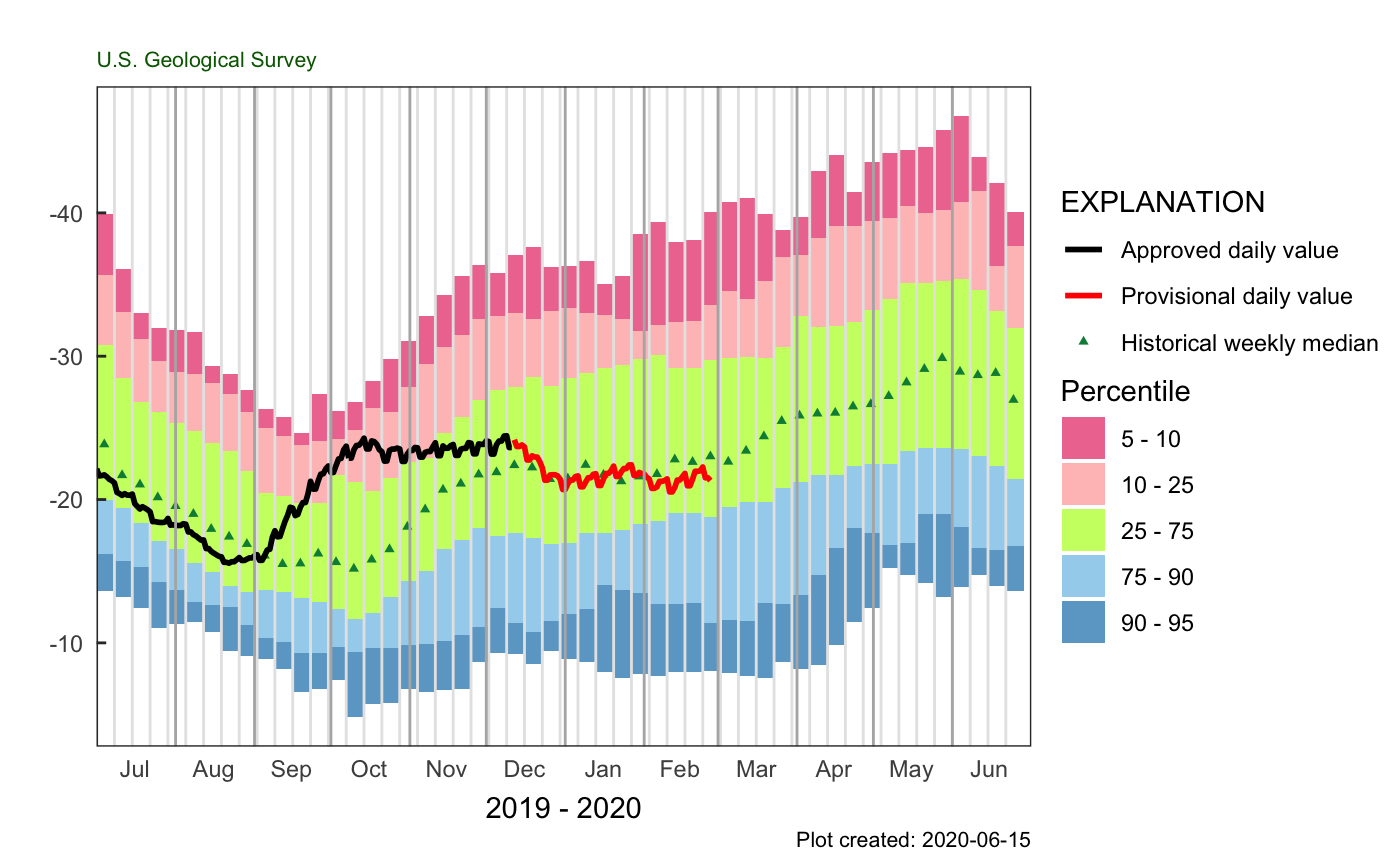 U.S. Geological Survey
-40
-30
-20
-10
Jul Aug Sep Oct Nov Dec Jan Feb Mar Apr May Jun
2019 - 2020
Plot created: 2020-06-15
EXPLANATION
Approved daily value
Provisional daily value
Historical weekly median
Percentile
5 - 10
10 - 25
25 - 75
75 - 90
90 - 95